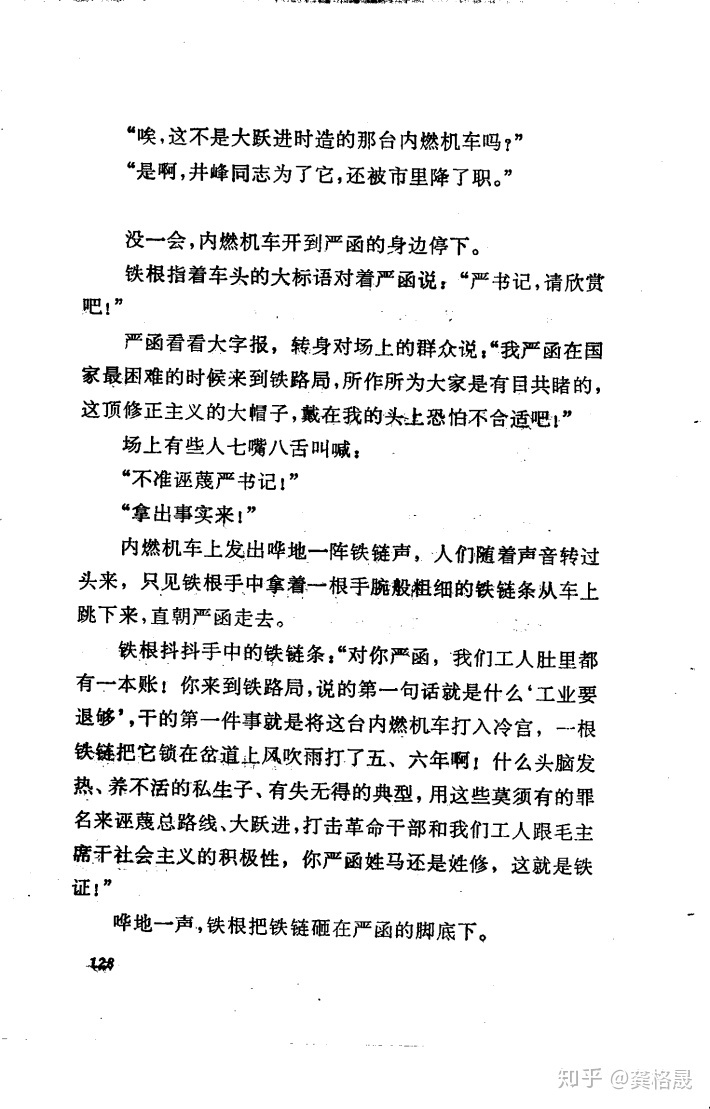 “唉，这不是大跃进时造的那台内燃机车吗？”
“是啊，井峰同志为了它，还被市里降了职。”
没一会，内燃机车开到严函的身边停下。
铁根指着车头的大标语对着严函说：“严书记，请欣赏
吧！”
严函看看大字报，转身对场上的群众说：“我严函在国
家最困难的时候来到铁路局，所作所为大家是有目共睹的，
这顶修正主义的大帽子，戴在我的头上恐怕不合适吧！”
场上有些人七嘴八舌叫喊：
“不准诬蔑严书记！”
“拿出事实来！”
内燃机车上发出哗地一阵铁链声，人们随着声音转过
头来，只见铁根手中拿着一根手腕般粗细的铁链条从车上
跳下来，直朝严函走去。
铁根抖抖手中的铁链条：“对你严函，我们工人肚里都
有一本账！你来到铁路局，说的第一句话就是什么‘工业要
退够’，干的第一件事就是将这台内燃机车打入冷宫，一根
铁链把它锁在岔道上风吹雨打了五、六年啊！什么头脑发
热、养不活的私生子、有失无得的典型，用这些莫须有的罪
名来诬蔑总路线、大跃进，打击革命干部和我们工人跟毛主
席干社会主义的积极性，你严函姓马还是姓修，这就是铁
证！”
哗地一声，铁根把铁链砸在严函的脚底下。
128
知乎 @龚格晟